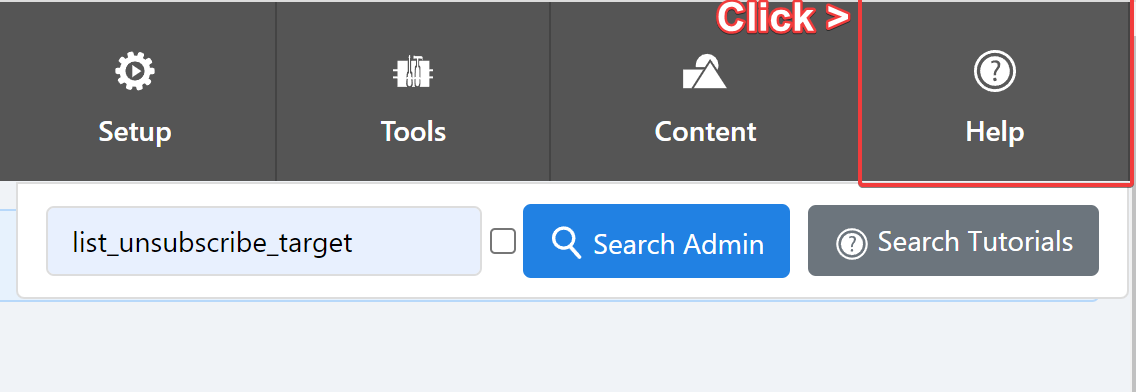 Click >
Setup
Tools
Content
Help
list_unsubscribe_target
Search Admin
Search Tutorials